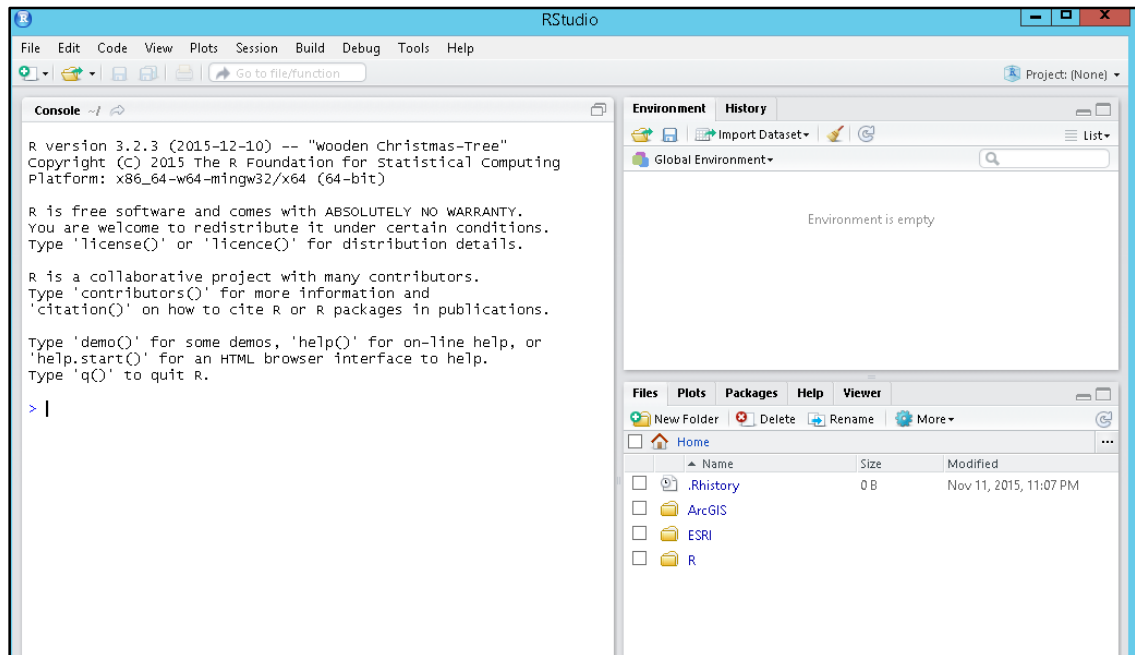 RStudio
File Edit Code View Plots Session Build Debug Tools Help
Go to file/function
Project: (None)
Console ~/
R version 3.2.3 (2015-12-10) -- "Wooden Christmas-Tree"
Copyright (C) 2015 The R Foundation for Statistical Computing
Platform: x86_64-w64-mingw32/x64 (64-bit)
R is free software and comes with ABSOLUTELY NO WARRANTY.
You are welcome to redistribute it under certain conditions.
Type 'license()' or 'licence()' for distribution details.
R is a collaborative project with many contributors.
Type 'contributors()' for more information and
'citation()' on how to cite R or R packages in publications.
Type 'demo()' for some demos, 'help()' for on-line help, or
'help.start()' for an HTML browser interface to help.
Type 'q()' to quit R.
>
Environment History
Import Dataset
List
Global Environment
Environment is empty
Files Plots Packages Help Viewer
New Folder Delete Rename More
Home
...
Name Size Modified
.Rhistory 0 B Nov 11, 2015, 11:07 PM
ArcGIS
ESRI
R